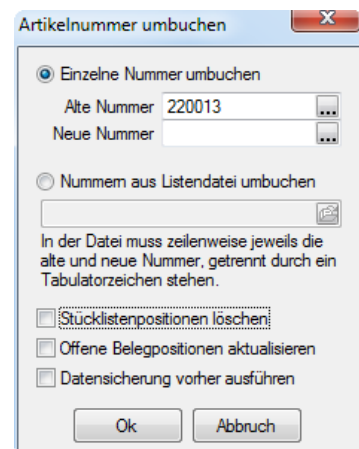 Artikelnummer umbuchen
Einzelne Nummer umbuchen
Alte Nummer 220013 ...
Neue Nummer ...
Nummern aus Listendatei umbuchen
In der Datei muss zeilenweise jeweils die
alte und neue Nummer, getrennt durch ein
Tabulatorzeichen stehen.
Stücklistenpositionen löschen
Offene Belegpositionen aktualisieren
Datensicherung vorher ausführen
Ok Abbruch